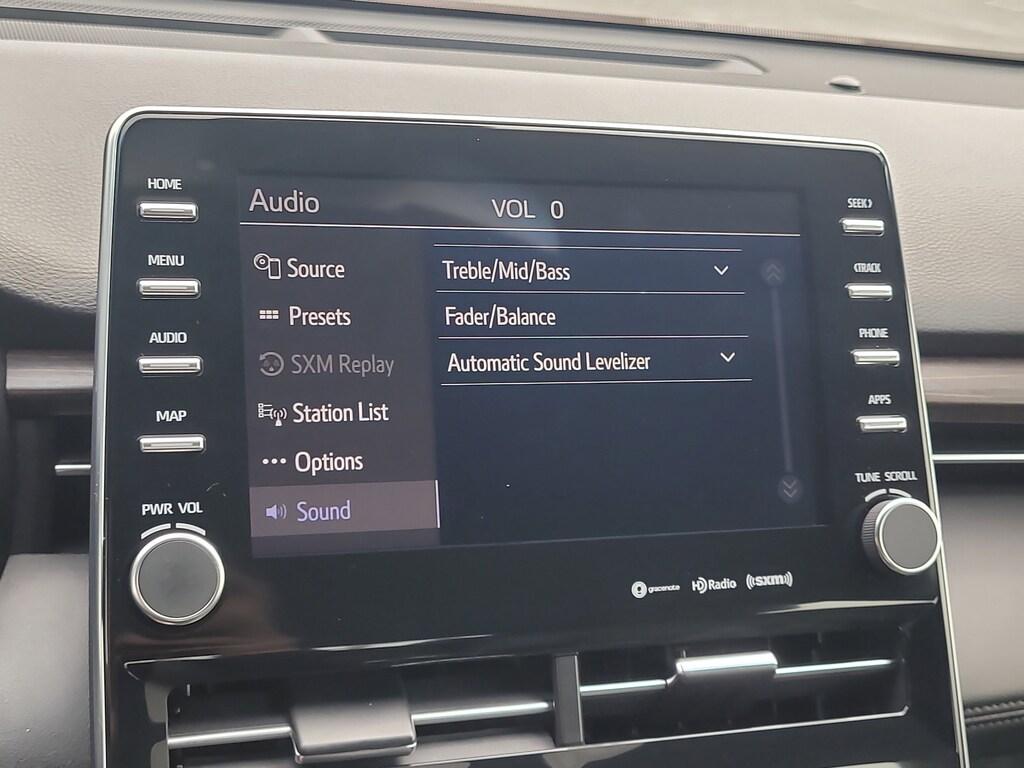 HOME
MENU
AUDIO
MAP
PWR VOL
Audio
VOL 0
Source
Presets
SXM Replay
Station List
Options
Sound
Treble/Mid/Bass
Fader/Balance
Automatic Sound Levelizer
SEEK>
<TRACK
PHONE
APPS
TUNE SCROLL
gracenote
HD Radio
((SXM))